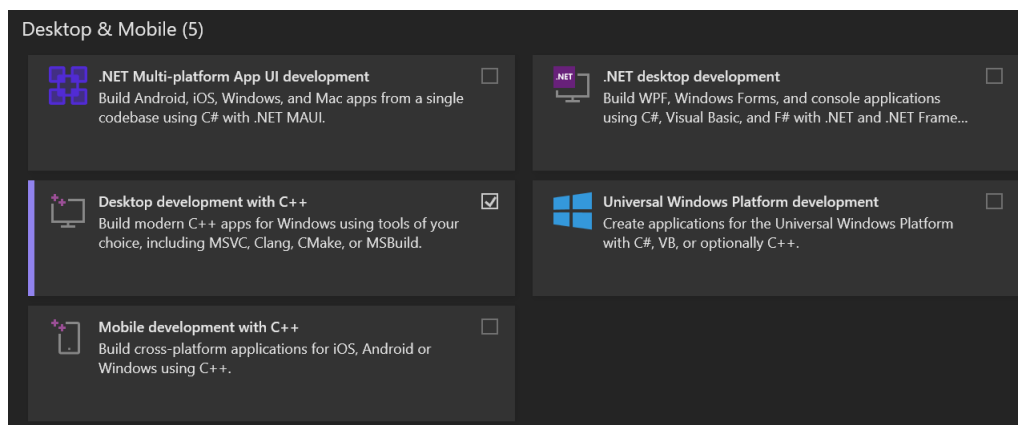 Desktop & Mobile (5)
.NET Multi-platform App UI development
Build Android, iOS, Windows, and Mac apps from a single
codebase using C# with .NET MAUI.
.NET
.NET desktop development
Build WPF, Windows Forms, and console applications
using C#, Visual Basic, and F# with .NET and .NET Frame...
Desktop development with C++
Build modern C++ apps for Windows using tools of your
choice, including MSVC, Clang, CMake, or MSBuild.
Universal Windows Platform development
Create applications for the Universal Windows Platform
with C#, VB, or optionally C++.
Mobile development with C++
Build cross-platform applications for iOS, Android or
Windows using C++.